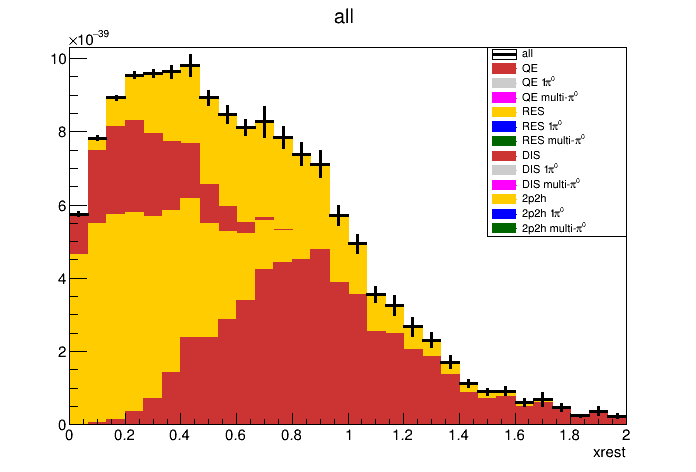 all
×10⁻³⁹
10
8
6
4
2
0
0 0.2 0.4 0.6 0.8 1 1.2 1.4 1.6 1.8 2
xrest
all
QE
QE 1π⁰
QE multi-π⁰
RES
RES 1π⁰
RES multi-π⁰
DIS
DIS 1π⁰
DIS multi-π⁰
2p2h
2p2h 1π⁰
2p2h multi-π⁰